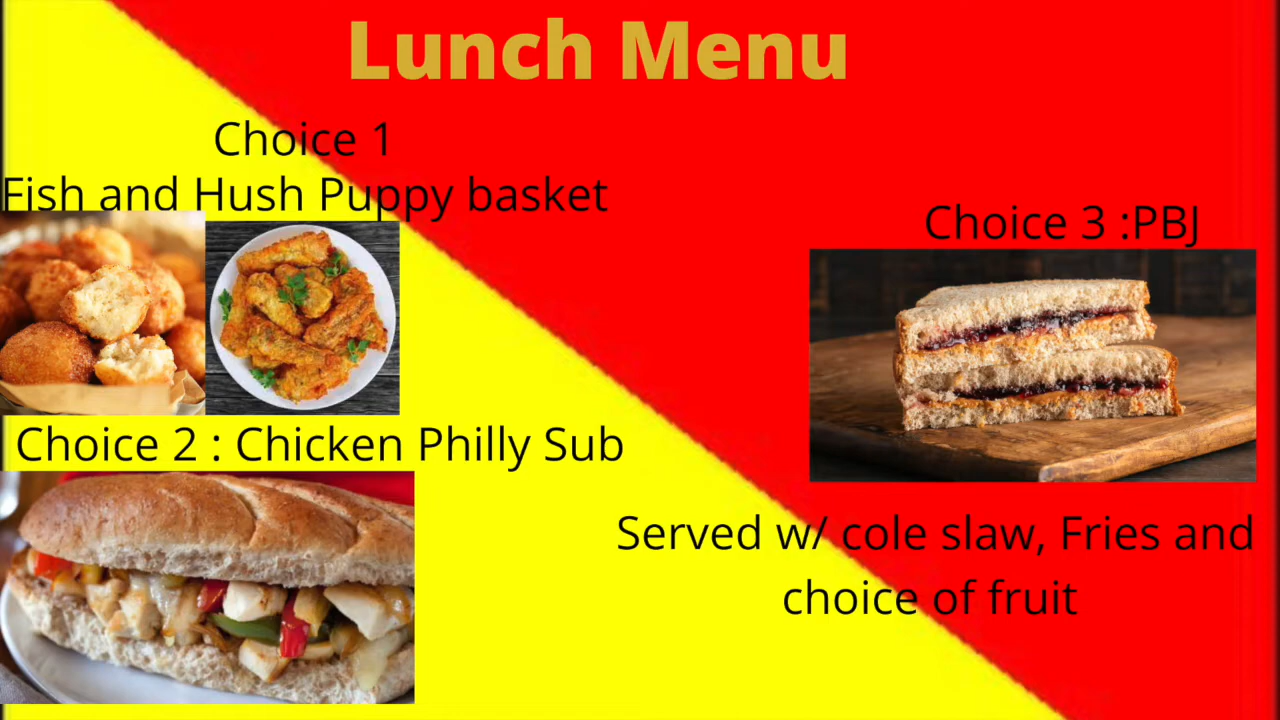 Lunch Menu
Choice 1
Fish and Hush Puppy basket
Choice 2 : Chicken Philly Sub
Choice 3 :PBJ
Served w/ cole slaw, Fries and
choice of fruit